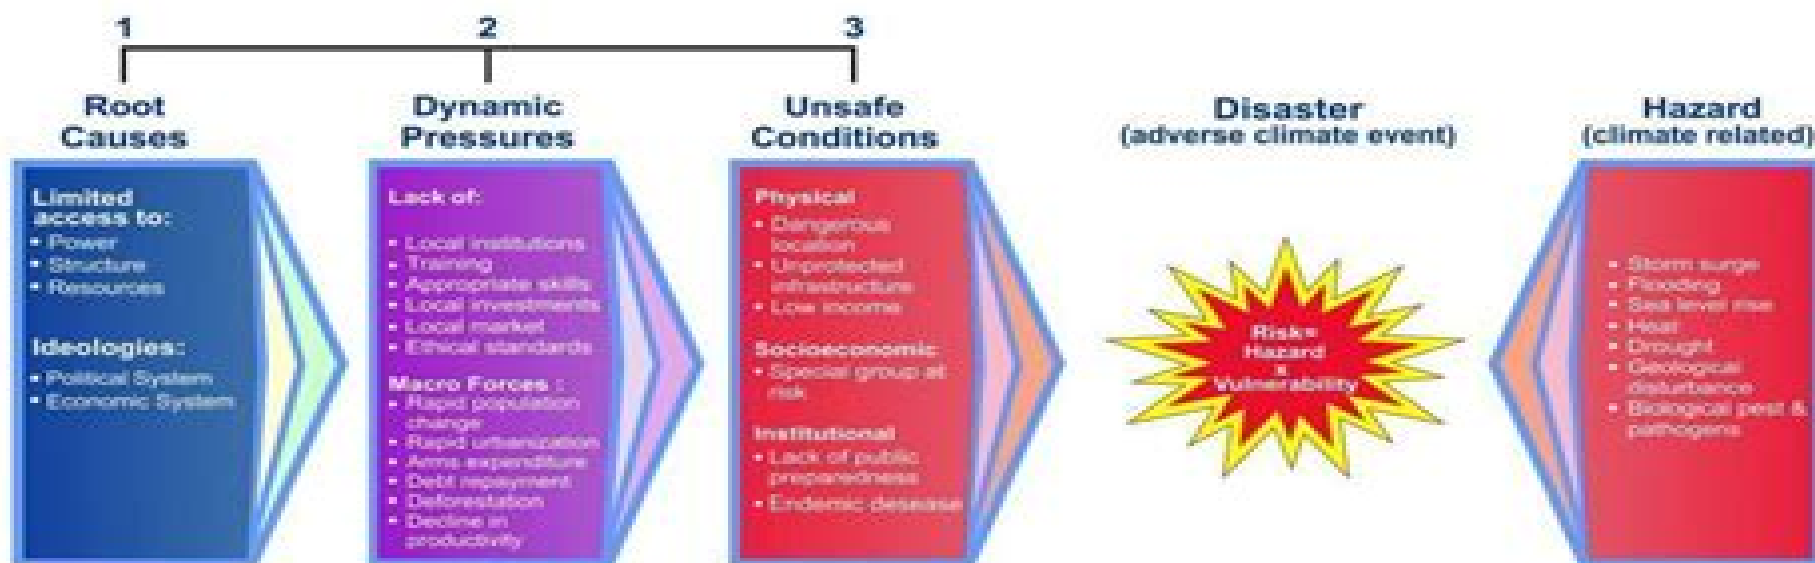 1
2
3
Root
Causes
Limited
access to:
• Power
• Structure
• Resources
Ideologies:
• Political System
• Economic System
Dynamic
Pressures
Lack of:
• Local institutions
• Training
• Appropriate skills
• Local investments
• Local market
• Ethical standards
Macro Forces :
• Rapid population
change
• Rapid urbanization
• Arms expenditure
• Debt repayment
• Deforestation
• Decline in
productivity
Unsafe
Conditions
Physical
• Dangerous
location
• Unprotected
infrastructure
• Low income
Socioeconomic
• Special group at
risk
Institutional
• Lack of public
preparedness
• Endemic desease
Disaster
(adverse climate event)
Risk=
Hazard
x
Vulnerability
Hazard
(climate related)
• Storm surge
• Flooding
• Sea level rise
• Heat
• Drought
• Geological
disturbance
• Biological pest &
pathogens